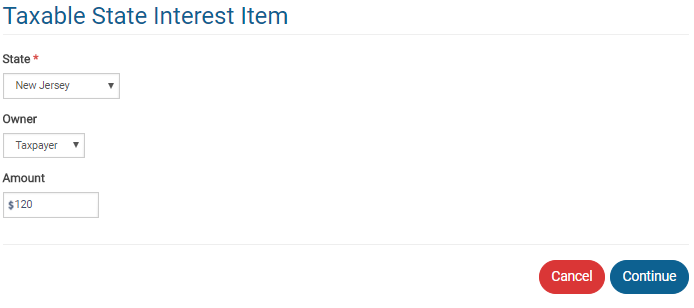 Taxable State Interest Item
State *
New Jersey
Owner
Taxpayer
Amount
$120
Cancel Continue